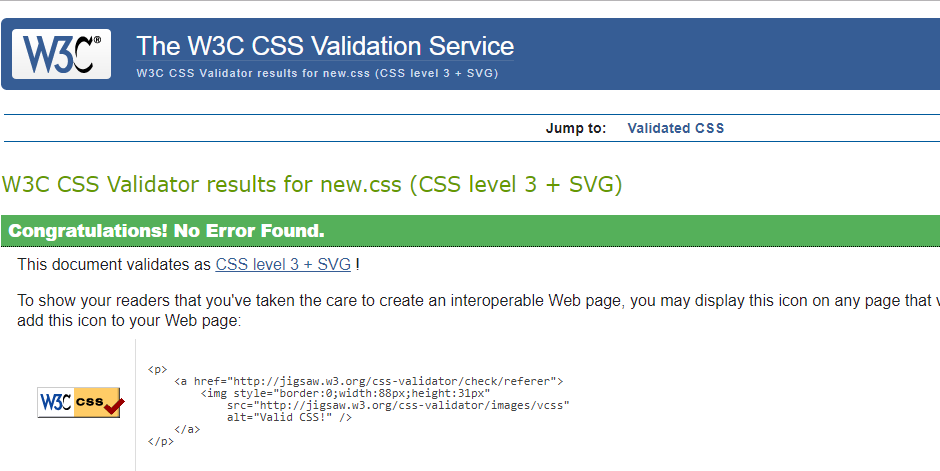 W3C®
The W3C CSS Validation Service
W3C CSS Validator results for new.css (CSS level 3 + SVG)
Jump to: Validated CSS
W3C CSS Validator results for new.css (CSS level 3 + SVG)
Congratulations! No Error Found.
This document validates as CSS level 3 + SVG !
To show your readers that you've taken the care to create an interoperable Web page, you may display this icon on any page that
add this icon to your Web page:
<p>
<a href="http://jigsaw.w3.org/css-validator/check/referer">
<img style="border:0;width:88px;height:31px"
W3C css
src="http://jigsaw.w3.org/css-validator/images/vcss"
alt="Valid CSS!" />
</a>
</p>